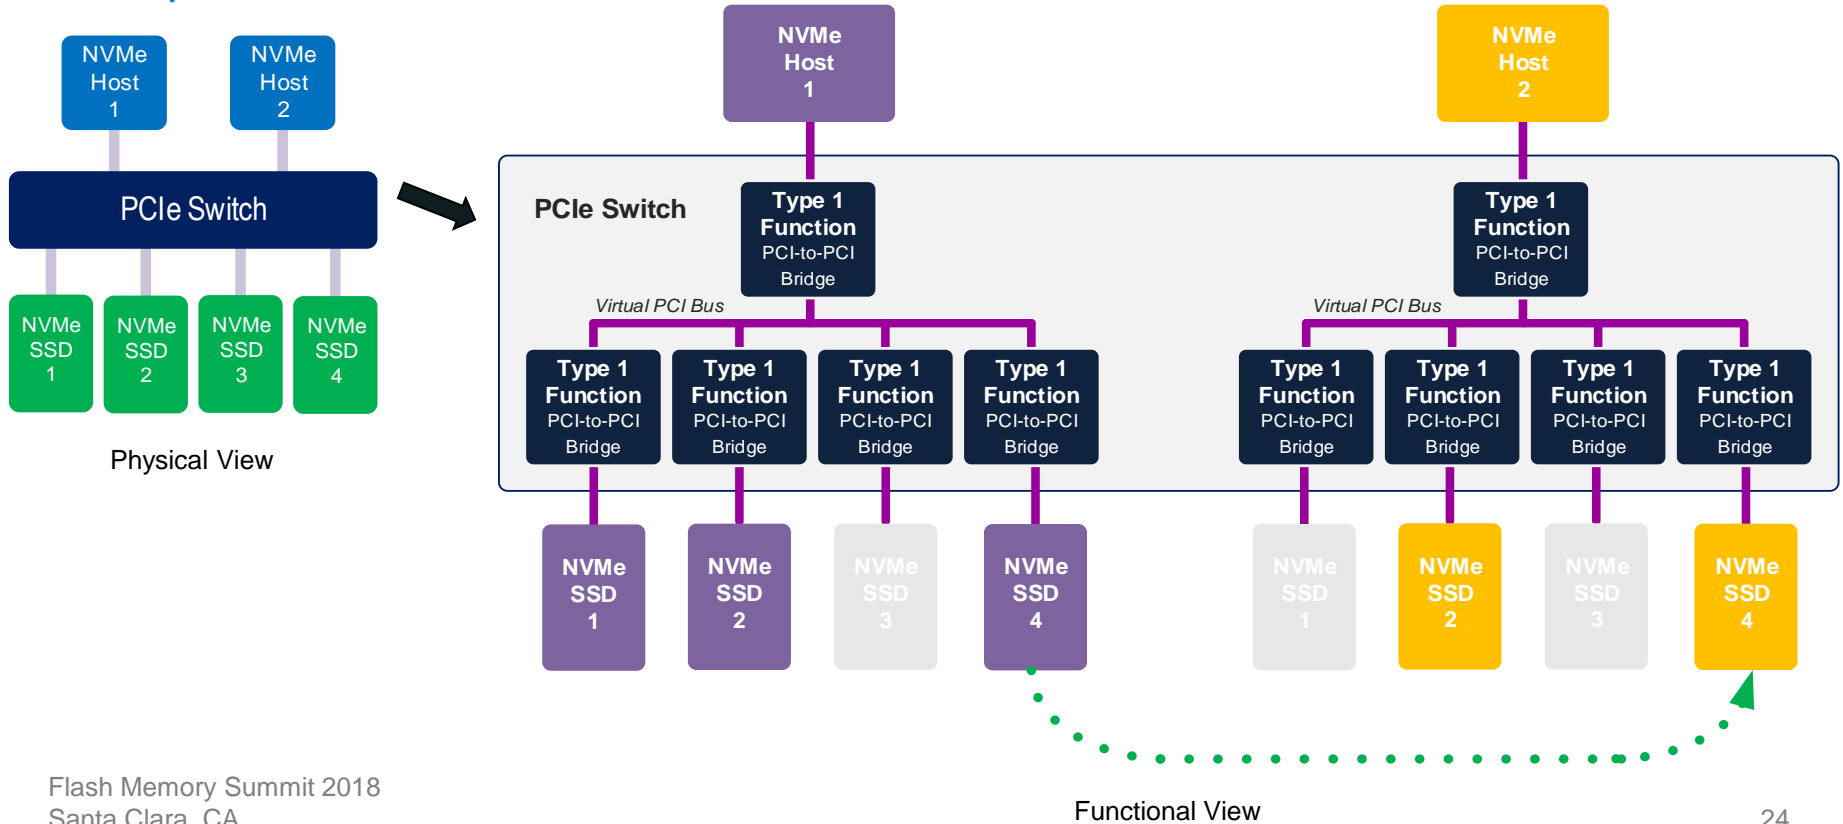 NVMe
Host
1
NVMe
Host
2
PCIe Switch
NVMe
SSD
1
NVMe
SSD
2
NVMe
SSD
3
NVMe
SSD
4
Physical View
NVMe
Host
1
NVMe
Host
2
PCIe Switch
Type 1
Function
PCI-to-PCI
Bridge
Type 1
Function
PCI-to-PCI
Bridge
Virtual PCI Bus
Virtual PCI Bus
Type 1
Function
PCI-to-PCI
Bridge
Type 1
Function
PCI-to-PCI
Bridge
Type 1
Function
PCI-to-PCI
Bridge
Type 1
Function
PCI-to-PCI
Bridge
Type 1
Function
PCI-to-PCI
Bridge
Type 1
Function
PCI-to-PCI
Bridge
Type 1
Function
PCI-to-PCI
Bridge
Type 1
Function
PCI-to-PCI
Bridge
NVMe
SSD
1
NVMe
SSD
2
NVMe
SSD
3
NVMe
SSD
4
NVMe
SSD
1
NVMe
SSD
2
NVMe
SSD
3
NVMe
SSD
4
Flash Memory Summit 2018
Santa Clara, CA
Functional View
24